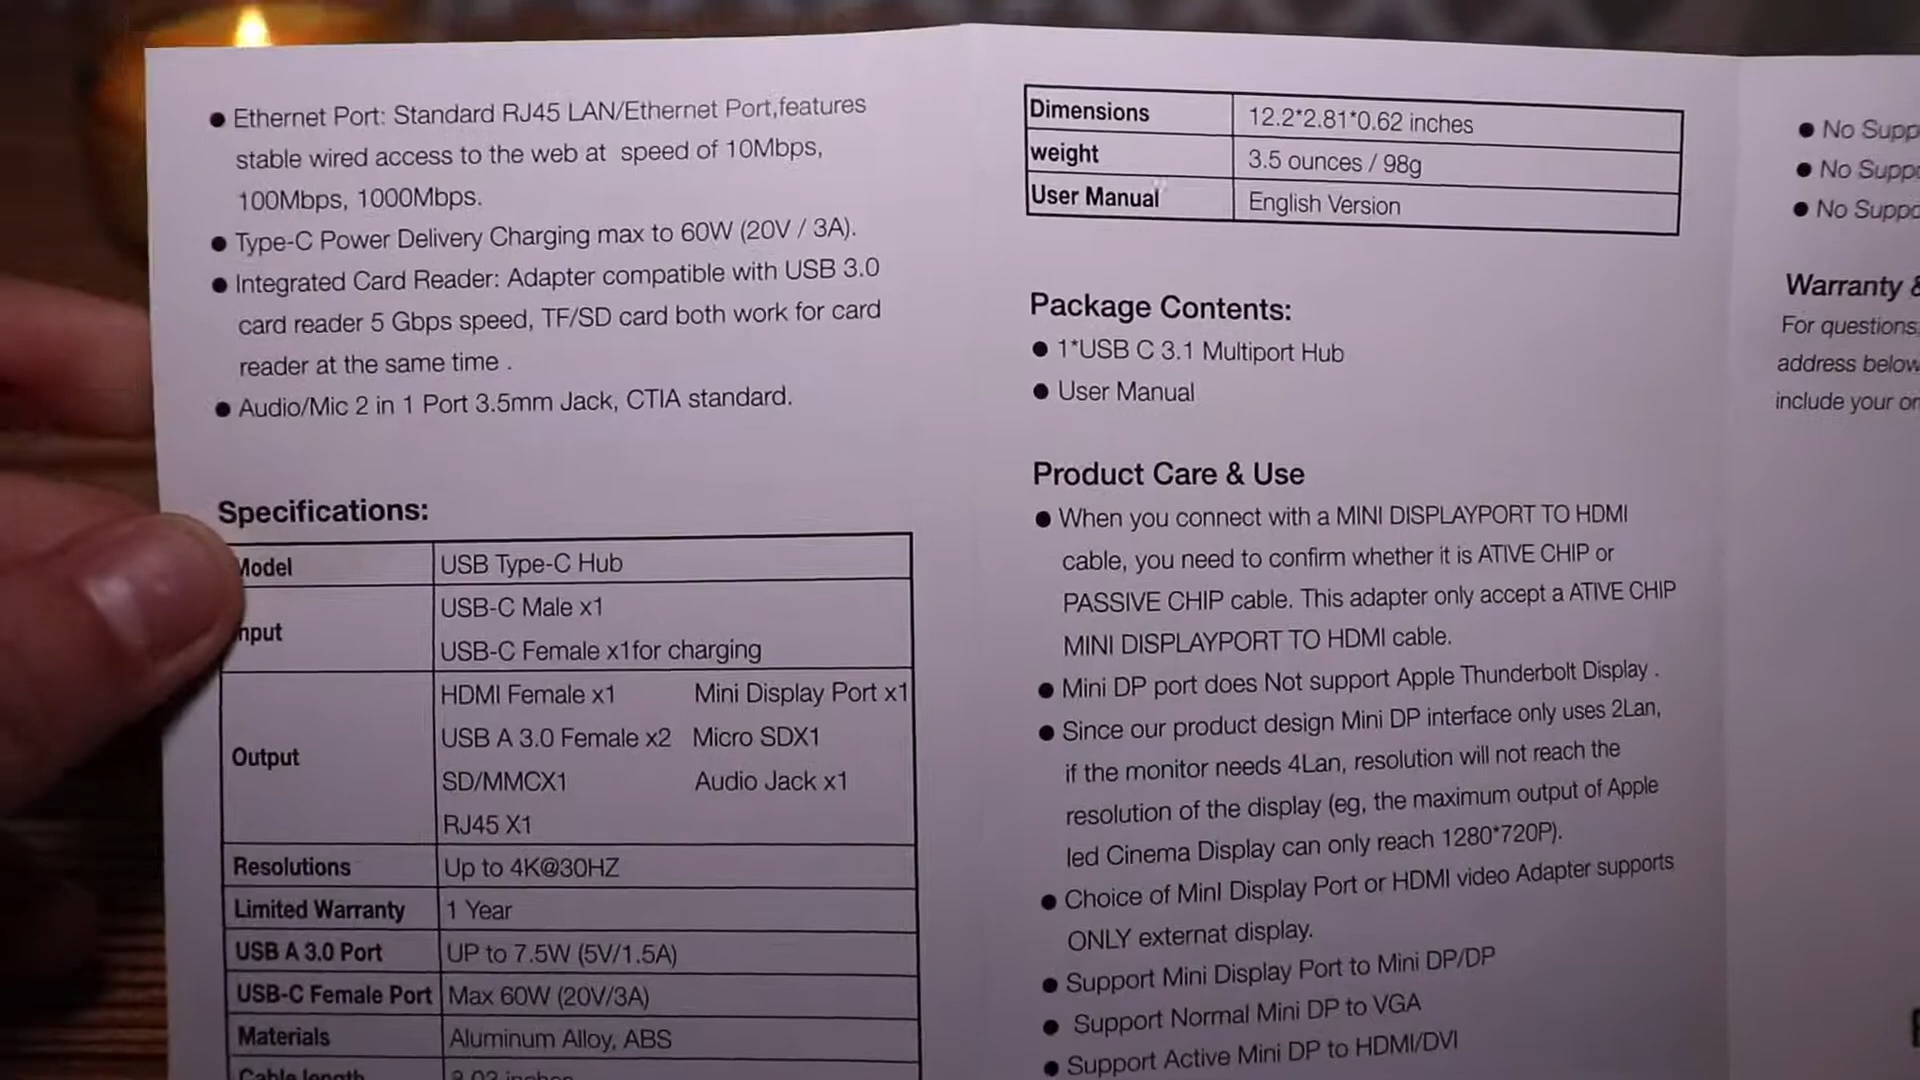 ● Ethernet Port: Standard RJ45 LAN/Ethernet Port,features
stable wired access to the web at speed of 10Mbps,
100Mbps, 1000Mbps.
● Type-C Power Delivery Charging max to 60W (20V / 3A).
● Integrated Card Reader: Adapter compatible with USB 3.0
card reader 5 Gbps speed, TF/SD card both work for card
reader at the same time .
● Audio/Mic 2 in 1 Port 3.5mm Jack, CTIA standard.
Specifications:
Model USB Type-C Hub
Input USB-C Male x1
USB-C Female x1for charging
Output HDMI Female x1 Mini Display Port x1
USB A 3.0 Female x2 Micro SDX1
SD/MMCX1 Audio Jack x1
RJ45 X1
Resolutions Up to 4K@30HZ
Limited Warranty 1 Year
USB A 3.0 Port UP to 7.5W (5V/1.5A)
USB-C Female Port Max 60W (20V/3A)
Materials Aluminum Alloy, ABS
Cable length inches
Dimensions 12.2*2.81*0.62 inches
weight 3.5 ounces / 98g
User Manual English Version
Package Contents:
● 1*USB C 3.1 Multiport Hub
● User Manual
Product Care & Use
● When you connect with a MINI DISPLAYPORT TO HDMI
cable, you need to confirm whether it is ATIVE CHIP or
PASSIVE CHIP cable. This adapter only accept a ATIVE CHIP
MINI DISPLAYPORT TO HDMI cable.
● Mini DP port does Not support Apple Thunderbolt Display .
● Since our product design Mini DP interface only uses 2Lan,
if the monitor needs 4Lan, resolution will not reach the
resolution of the display (eg, the maximum output of Apple
led Cinema Display can only reach 1280*720P).
● Choice of MinI Display Port or HDMI video Adapter supports
ONLY externat display.
● Support Mini Display Port to Mini DP/DP
● Support Normal Mini DP to VGA
● Support Active Mini DP to HDMI/DVI
● No Supp
● No Supp
● No Suppo
Warranty &
For questions,
address below
include your or